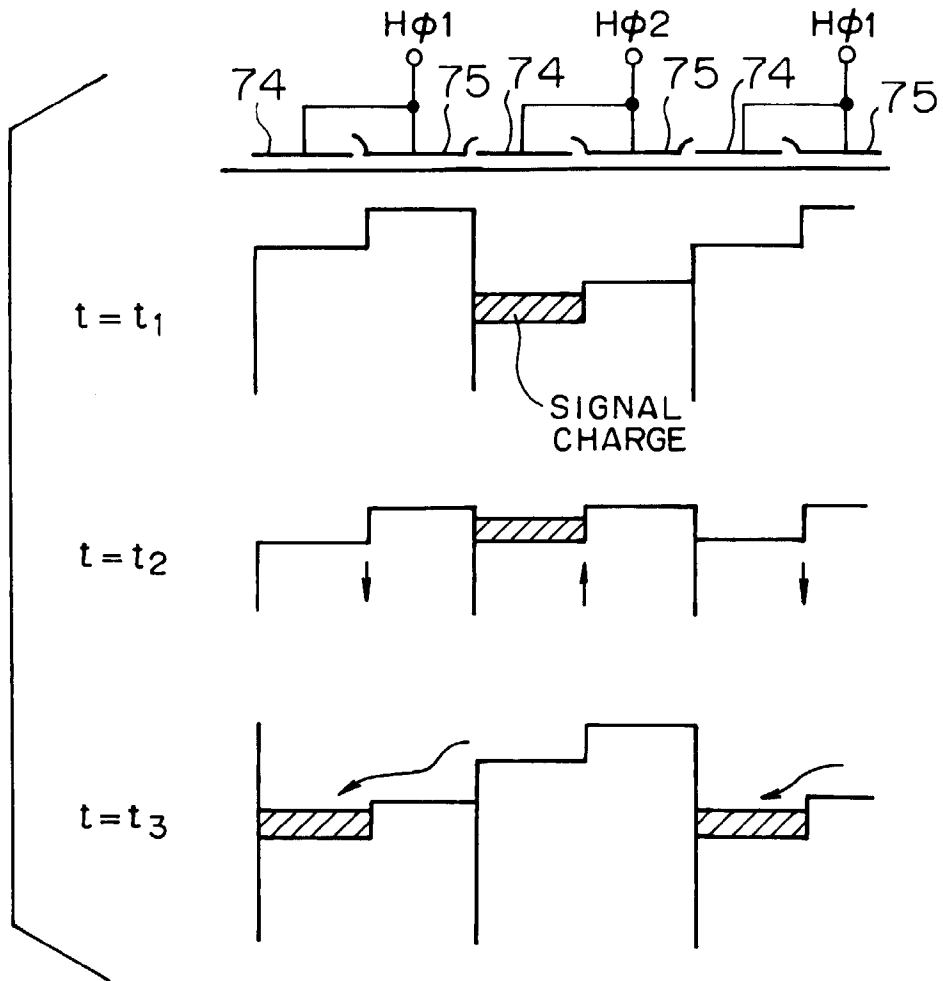 Hφ1 Hφ2 Hφ1
74 75 74 75 74 75
t=t1
SIGNAL
CHARGE
t=t2
t=t3